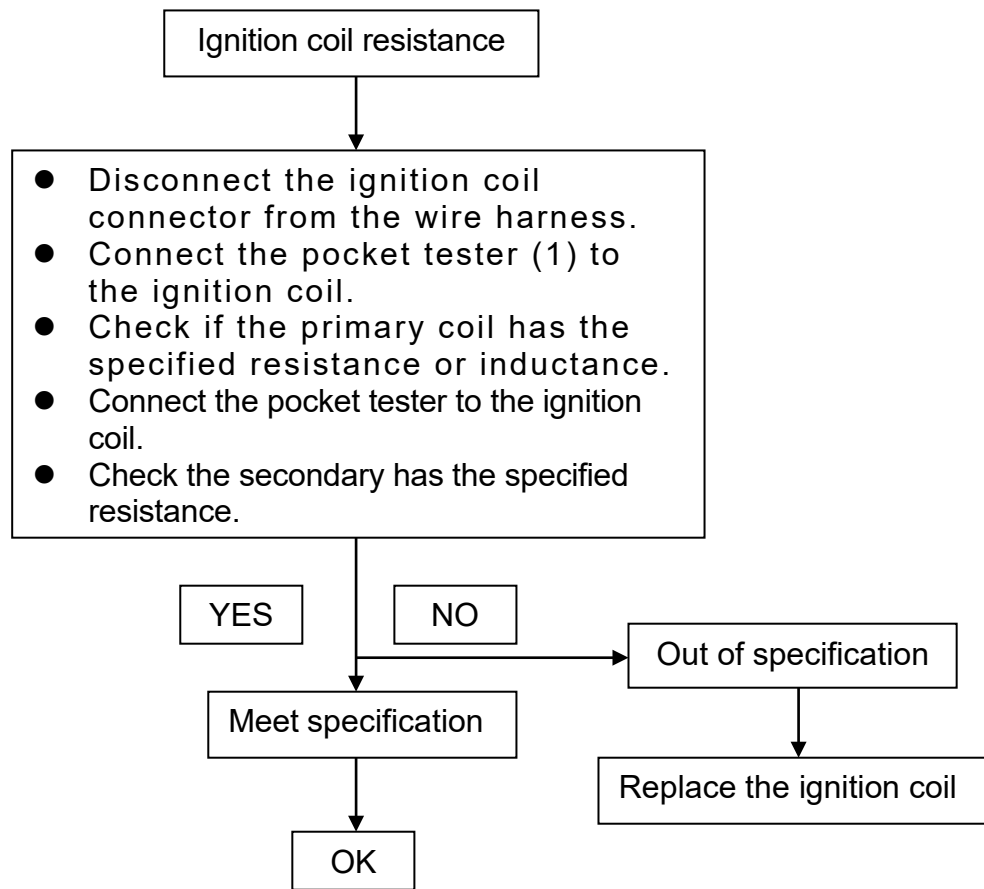 Ignition coil resistance
● Disconnect the ignition coil
connector from the wire harness.
● Connect the pocket tester (1) to
the ignition coil.
● Check if the primary coil has the
specified resistance or inductance.
● Connect the pocket tester to the ignition
coil.
● Check the secondary has the specified
resistance.
YES
NO
Out of specification
Meet specification
Replace the ignition coil
OK